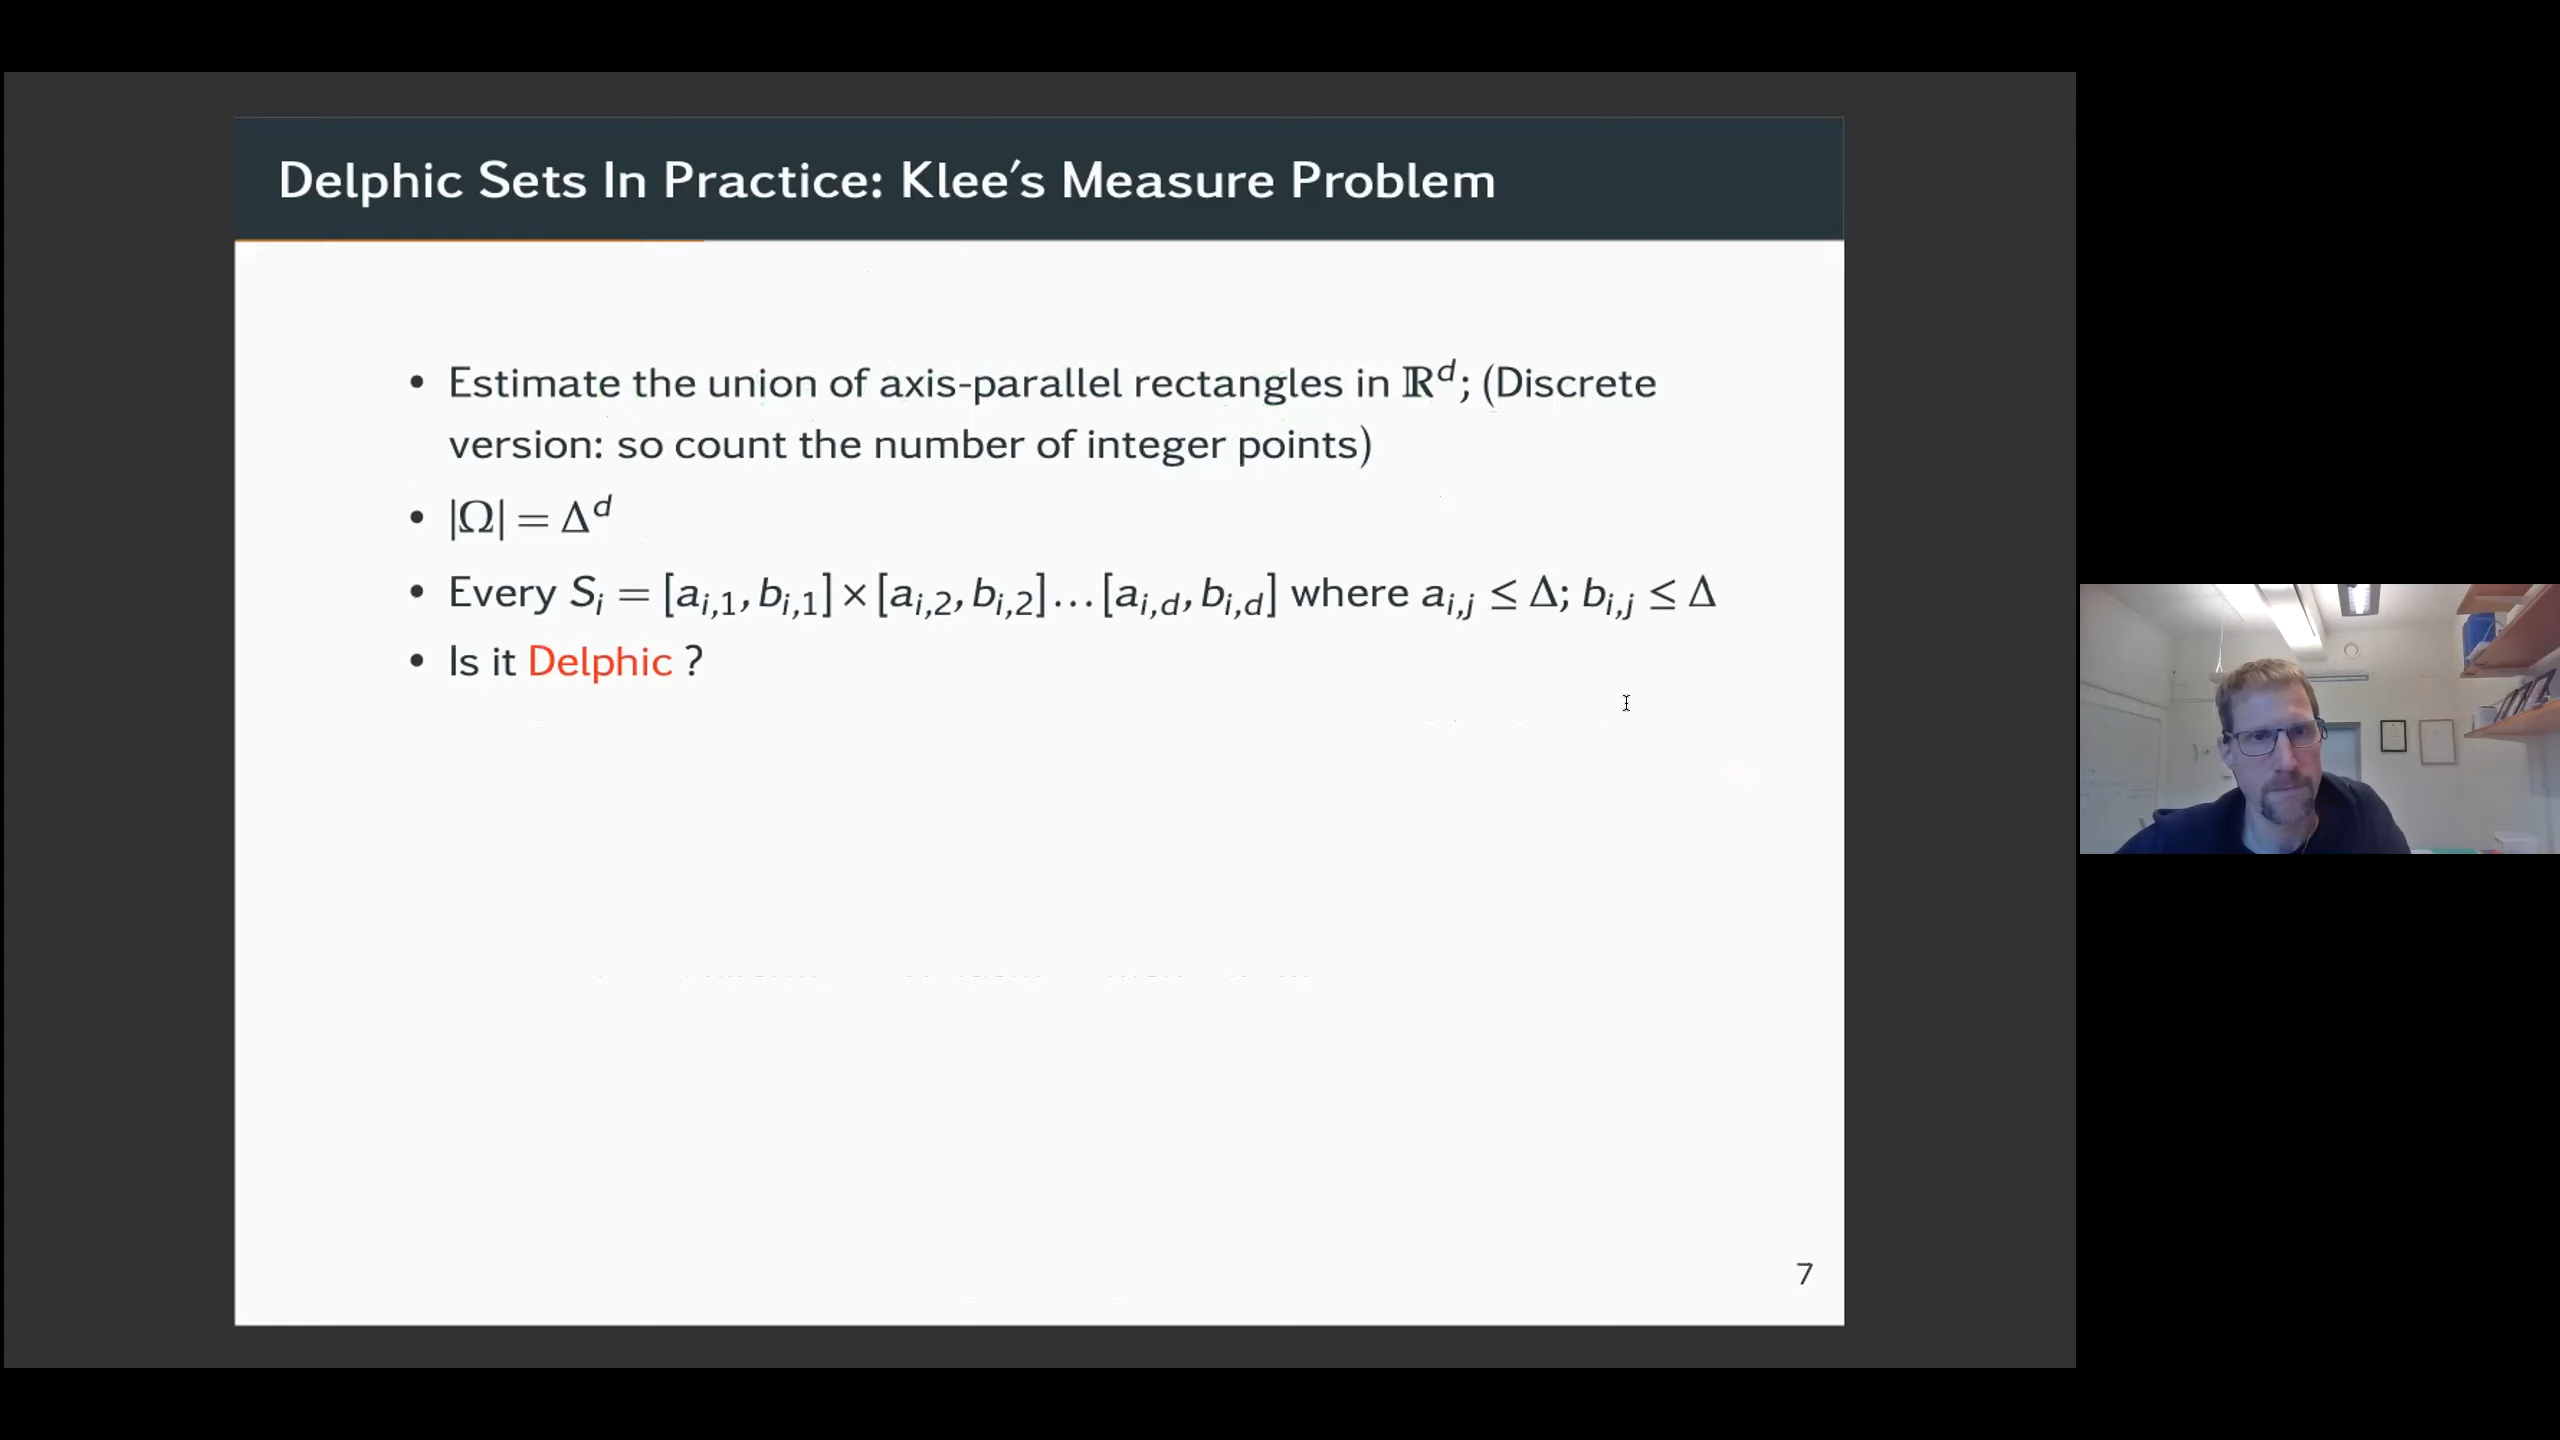 Delphic Sets In Practice: Klee's Measure Problem
• Estimate the union of axis-parallel rectangles in ℝ^d; (Discrete
version: so count the number of integer points)
• |Ω| = Δ^d
• Every S_i = [a_{i,1}, b_{i,1}] × [a_{i,2}, b_{i,2}] … [a_{i,d}, b_{i,d}] where a_{i,j} ≤ Δ; b_{i,j} ≤ Δ
• Is it Delphic ?
7